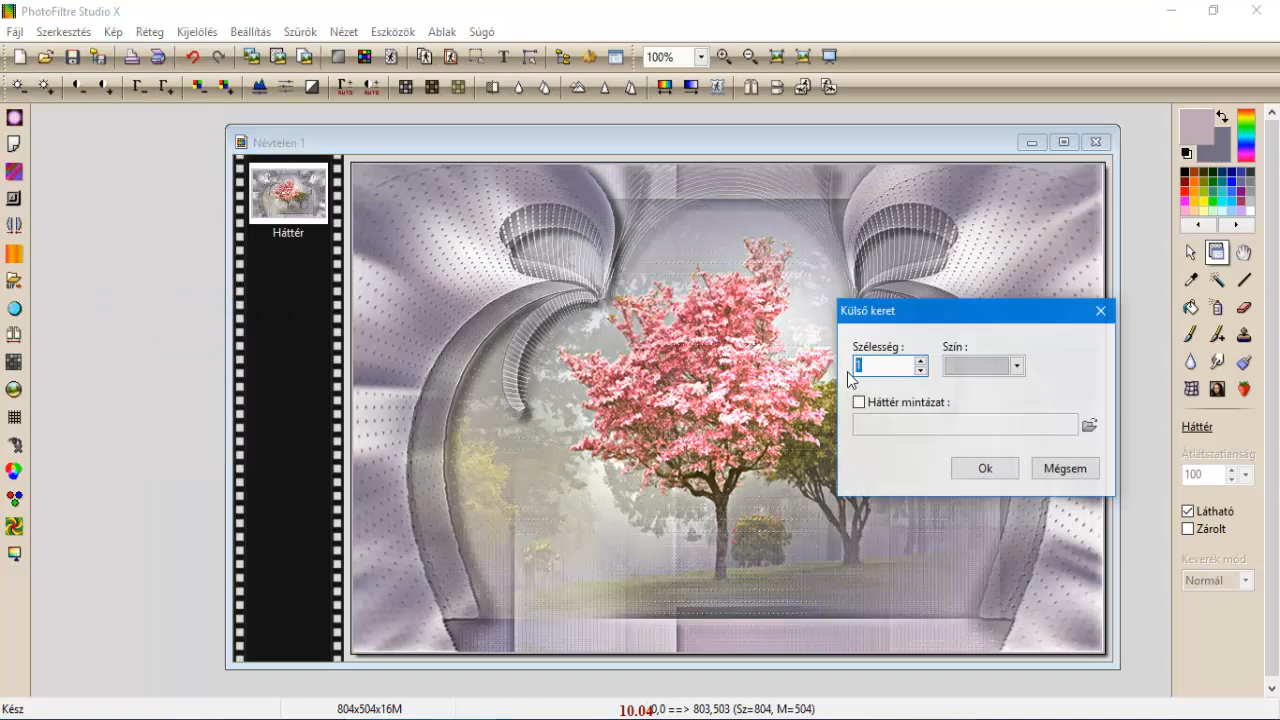 PhotoFiltre Studio X
Fájl Szerkesztés Kép Réteg Kijelölés Beállítás Szűrők Nézet Eszközök Ablak Súgó
100%
AUTO AUTO
Névtelen 1
Háttér
Külső keret
Szélesség : Szín :
1
Háttér mintázat :
Ok Mégsem
Háttér
Átlátszatlanság
100
Látható
Zárolt
Keverék mód
Normál
Kész 804x504x16M 10.04 0,0 ==> 803,503 (Sz=804, M=504)